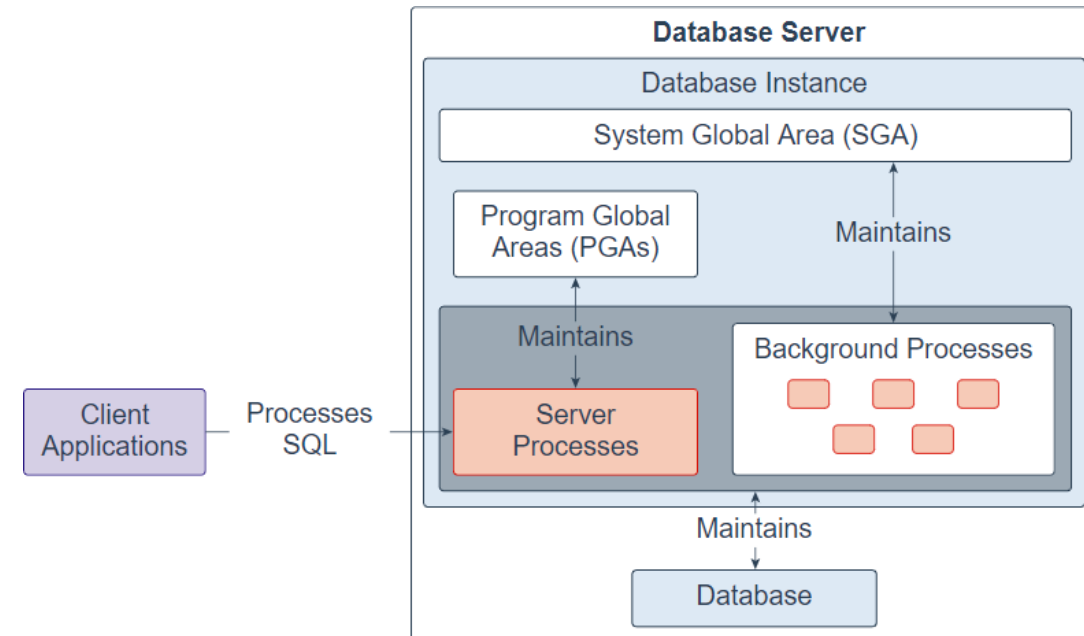 Database Server
Database Instance
System Global Area (SGA)
Program Global
Areas (PGAs)
Maintains
Maintains
Background Processes
Client
Applications
Processes
SQL
Server
Processes
Maintains
Database